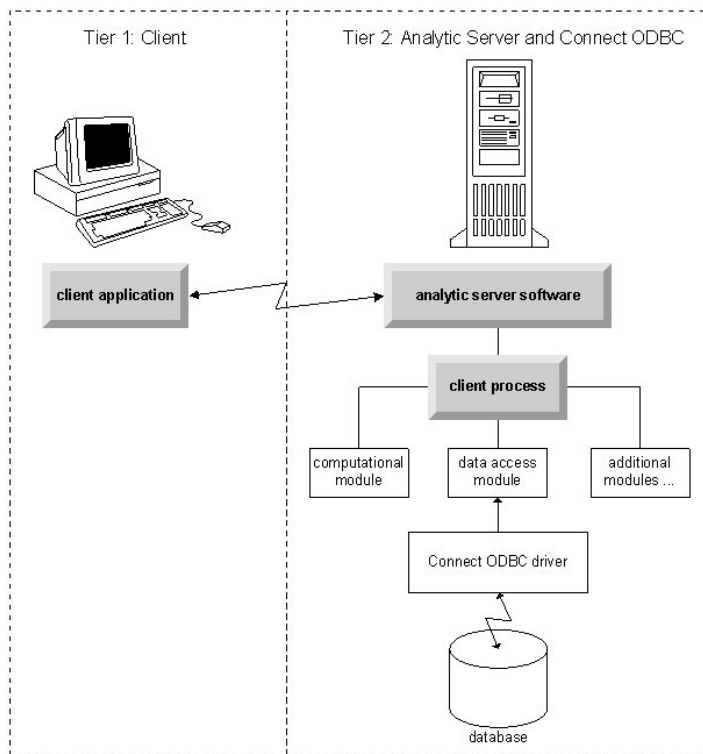 Tier 1: Client
Tier 2: Analytic Server and Connect ODBC
client application
analytic server software
client process
computational
module
data access
module
additional
modules ...
Connect ODBC driver
database